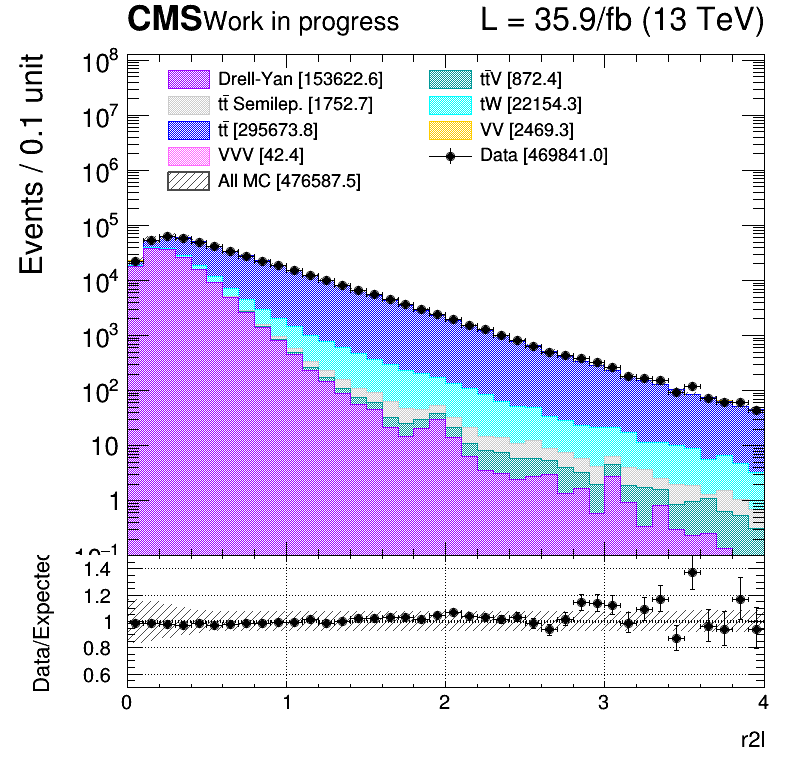 CMS Work in progress L = 35.9/fb (13 TeV)
Events / 0.1 unit
10^8
10^7
10^6
10^5
10^4
10^3
10^2
10
1
10^-1
Drell-Yan [153622.6]
tt̄ Semilep. [1752.7]
tt̄ [295673.8]
VVV [42.4]
All MC [476587.5]
tt̄V [872.4]
tW [22154.3]
VV [2469.3]
Data [469841.0]
Data/Expected
1.4
1.2
1
0.8
0.6
0 1 2 3 4
r2l